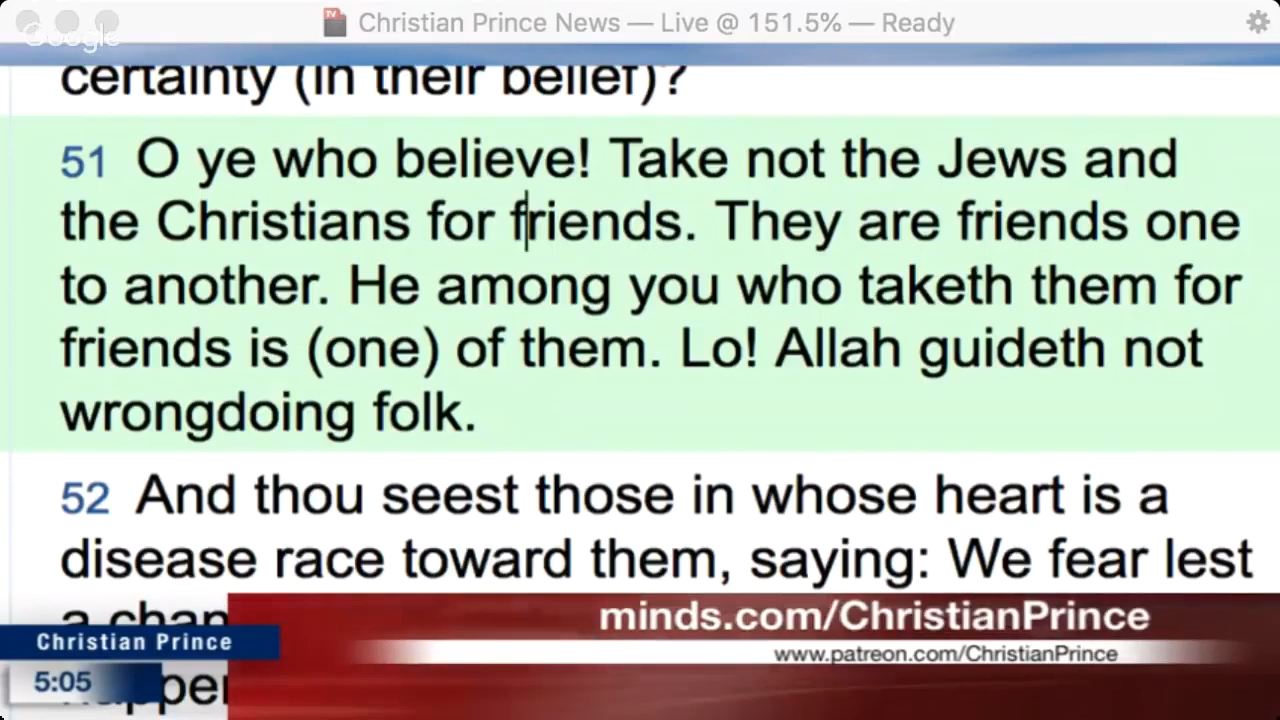 Christian Prince News — Live @ 151.5% — Ready
Google
certainty (in their belief)?
51 O ye who believe! Take not the Jews and
the Christians for friends. They are friends one
to another. He among you who taketh them for
friends is (one) of them. Lo! Allah guideth not
wrongdoing folk.
52 And thou seest those in whose heart is a
disease race toward them, saying: We fear lest
minds.com/ChristianPrince
Christian Prince
www.patreon.com/ChristianPrince
5:05